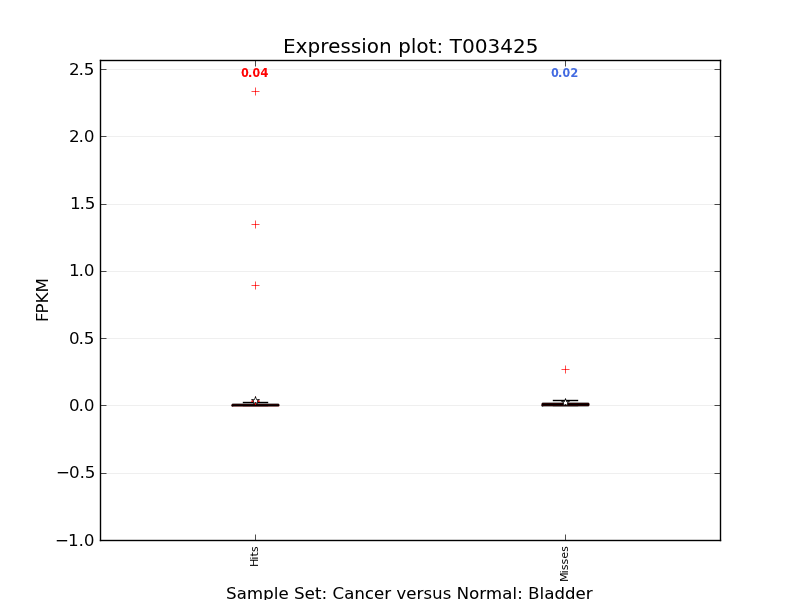 Expression plot: T003425
2.5
0.04
0.02
2.0
1.5
1.0
FPKM
0.5
0.0
−0.5
−1.0
Hits
Misses
Sample Set: Cancer versus Normal: Bladder